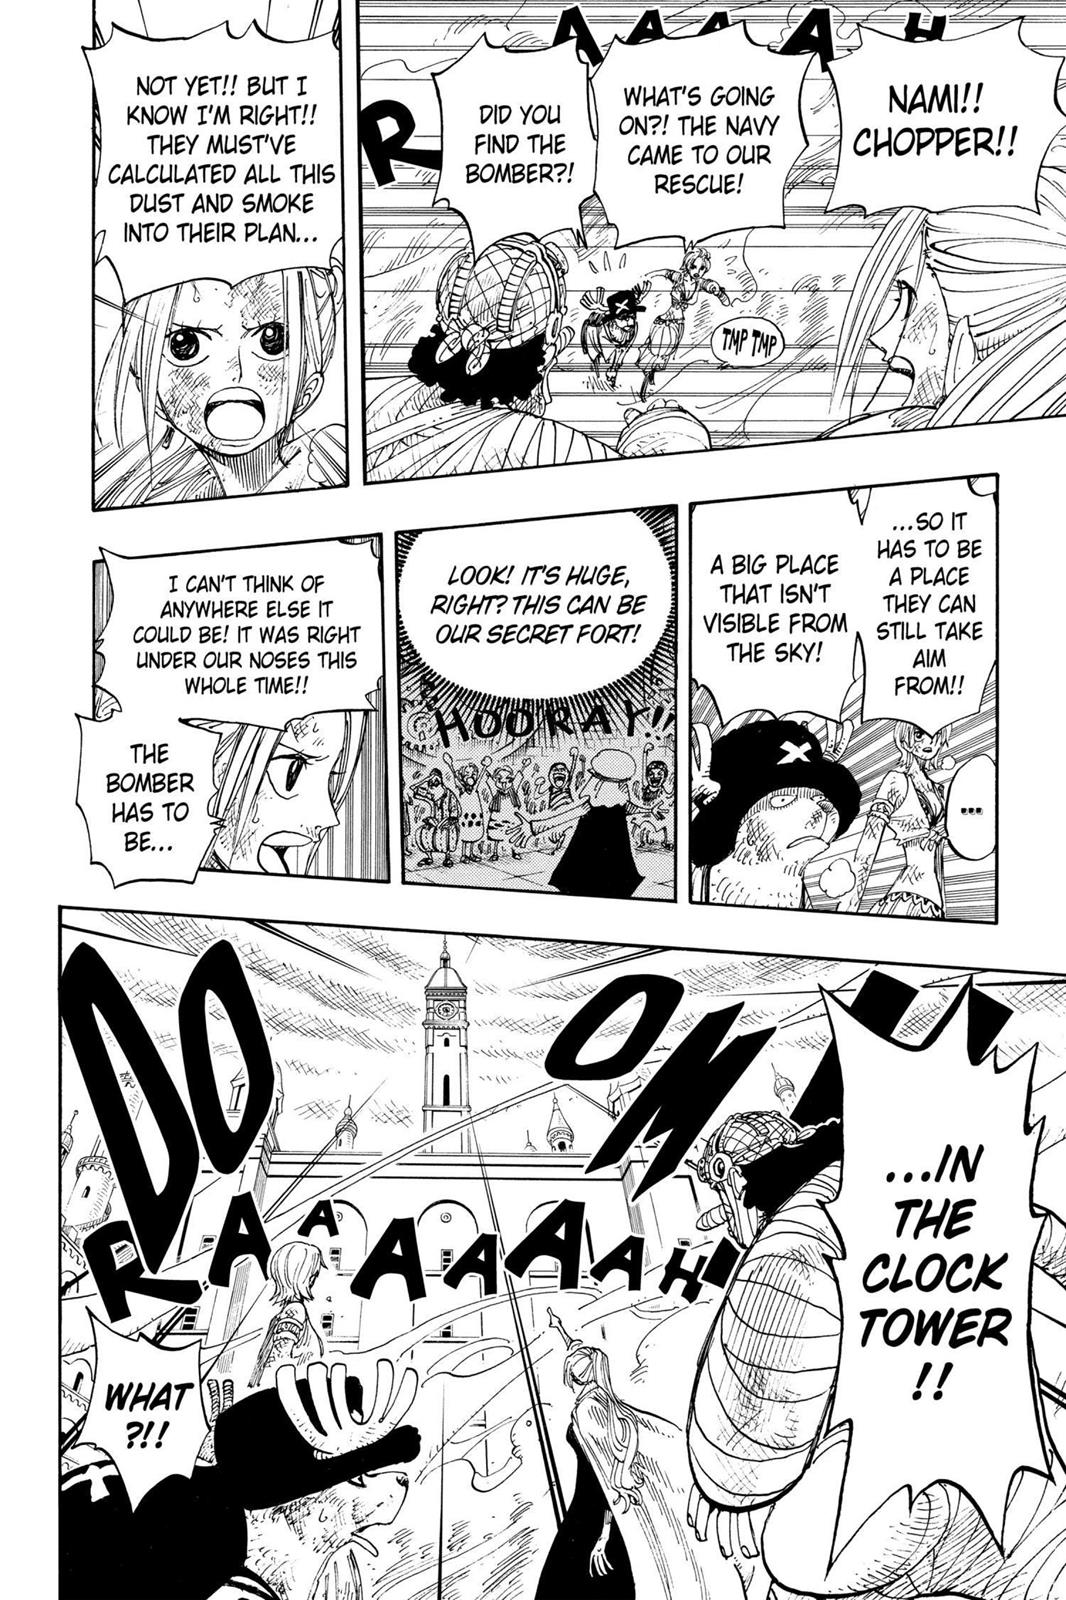 AAAAAH
R
NAMI!!
CHOPPER!!
WHAT'S GOING
ON?! THE NAVY
CAME TO OUR
RESCUE!
DID YOU
FIND THE
BOMBER?!
TMP TMP
NOT YET!! BUT I
KNOW I'M RIGHT!!
THEY MUST'VE
CALCULATED ALL THIS
DUST AND SMOKE
INTO THEIR PLAN...
...SO IT
HAS TO BE
A PLACE
THEY CAN
STILL TAKE
AIM
FROM!!
A BIG PLACE
THAT ISN'T
VISIBLE FROM
THE SKY!
...
LOOK! IT'S HUGE,
RIGHT? THIS CAN BE
OUR SECRET FORT!
HOORAY!!
I CAN'T THINK OF
ANYWHERE ELSE IT
COULD BE! IT WAS RIGHT
UNDER OUR NOSES THIS
WHOLE TIME!!
THE
BOMBER
HAS TO
BE...
...IN
THE
CLOCK
TOWER
!!
DOOM
RAAAAAAAH
WHAT
?!!